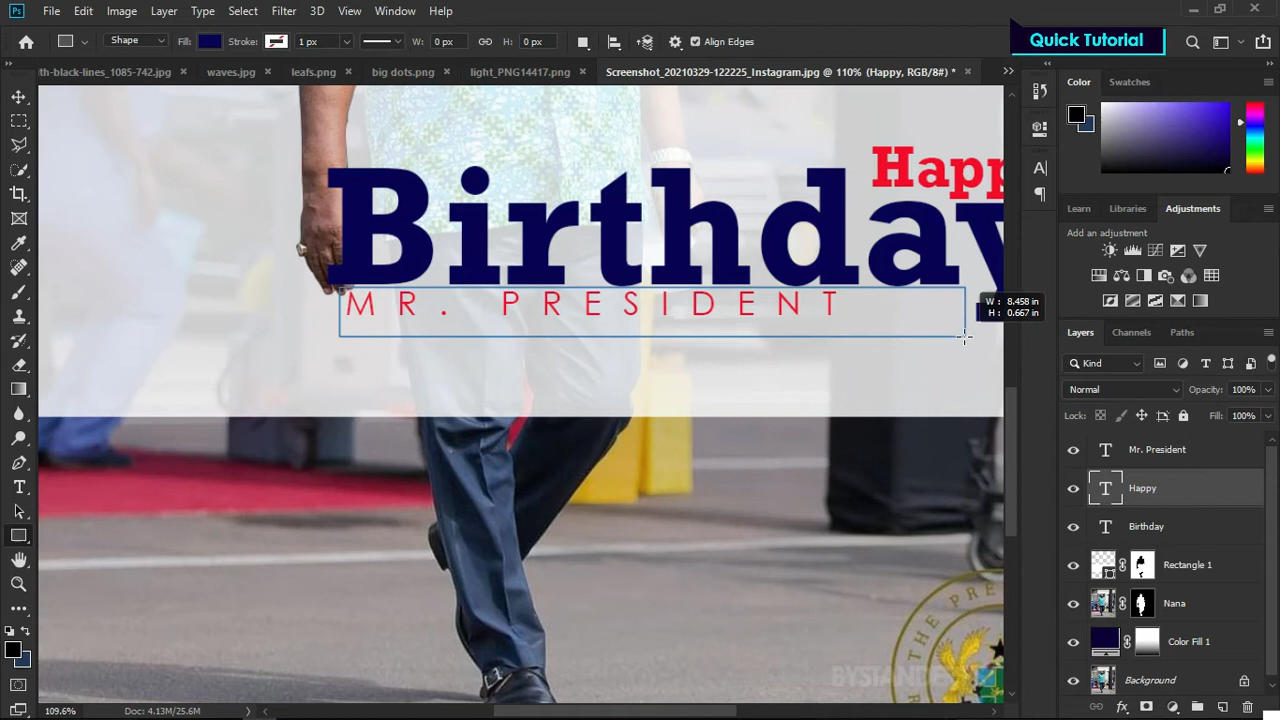 Ps File Edit Image Layer Type Select Filter 3D View Window Help
Shape Fill: Stroke: 1 px W: 0 px H: 0 px Align Edges
Quick Tutorial
th-black-lines_1085-742.jpg waves.jpg leafs.png big dots.png light_PNG14417.png Screenshot_20210329-122225_Instagram.jpg @ 110% (Happy, RGB/8#) *
Color Swatches
Happ
Birthday
MR. PRESIDENT
W: 8.458 in
H: 0.667 in
Learn Libraries Adjustments
Add an adjustment
Layers Channels Paths
Kind
Normal Opacity: 100%
Lock: Fill: 100%
T Mr. President
T Happy
T Birthday
Rectangle 1
Nana
Color Fill 1
Background
THE PRE
109.6% Doc: 4.13M/25.6M